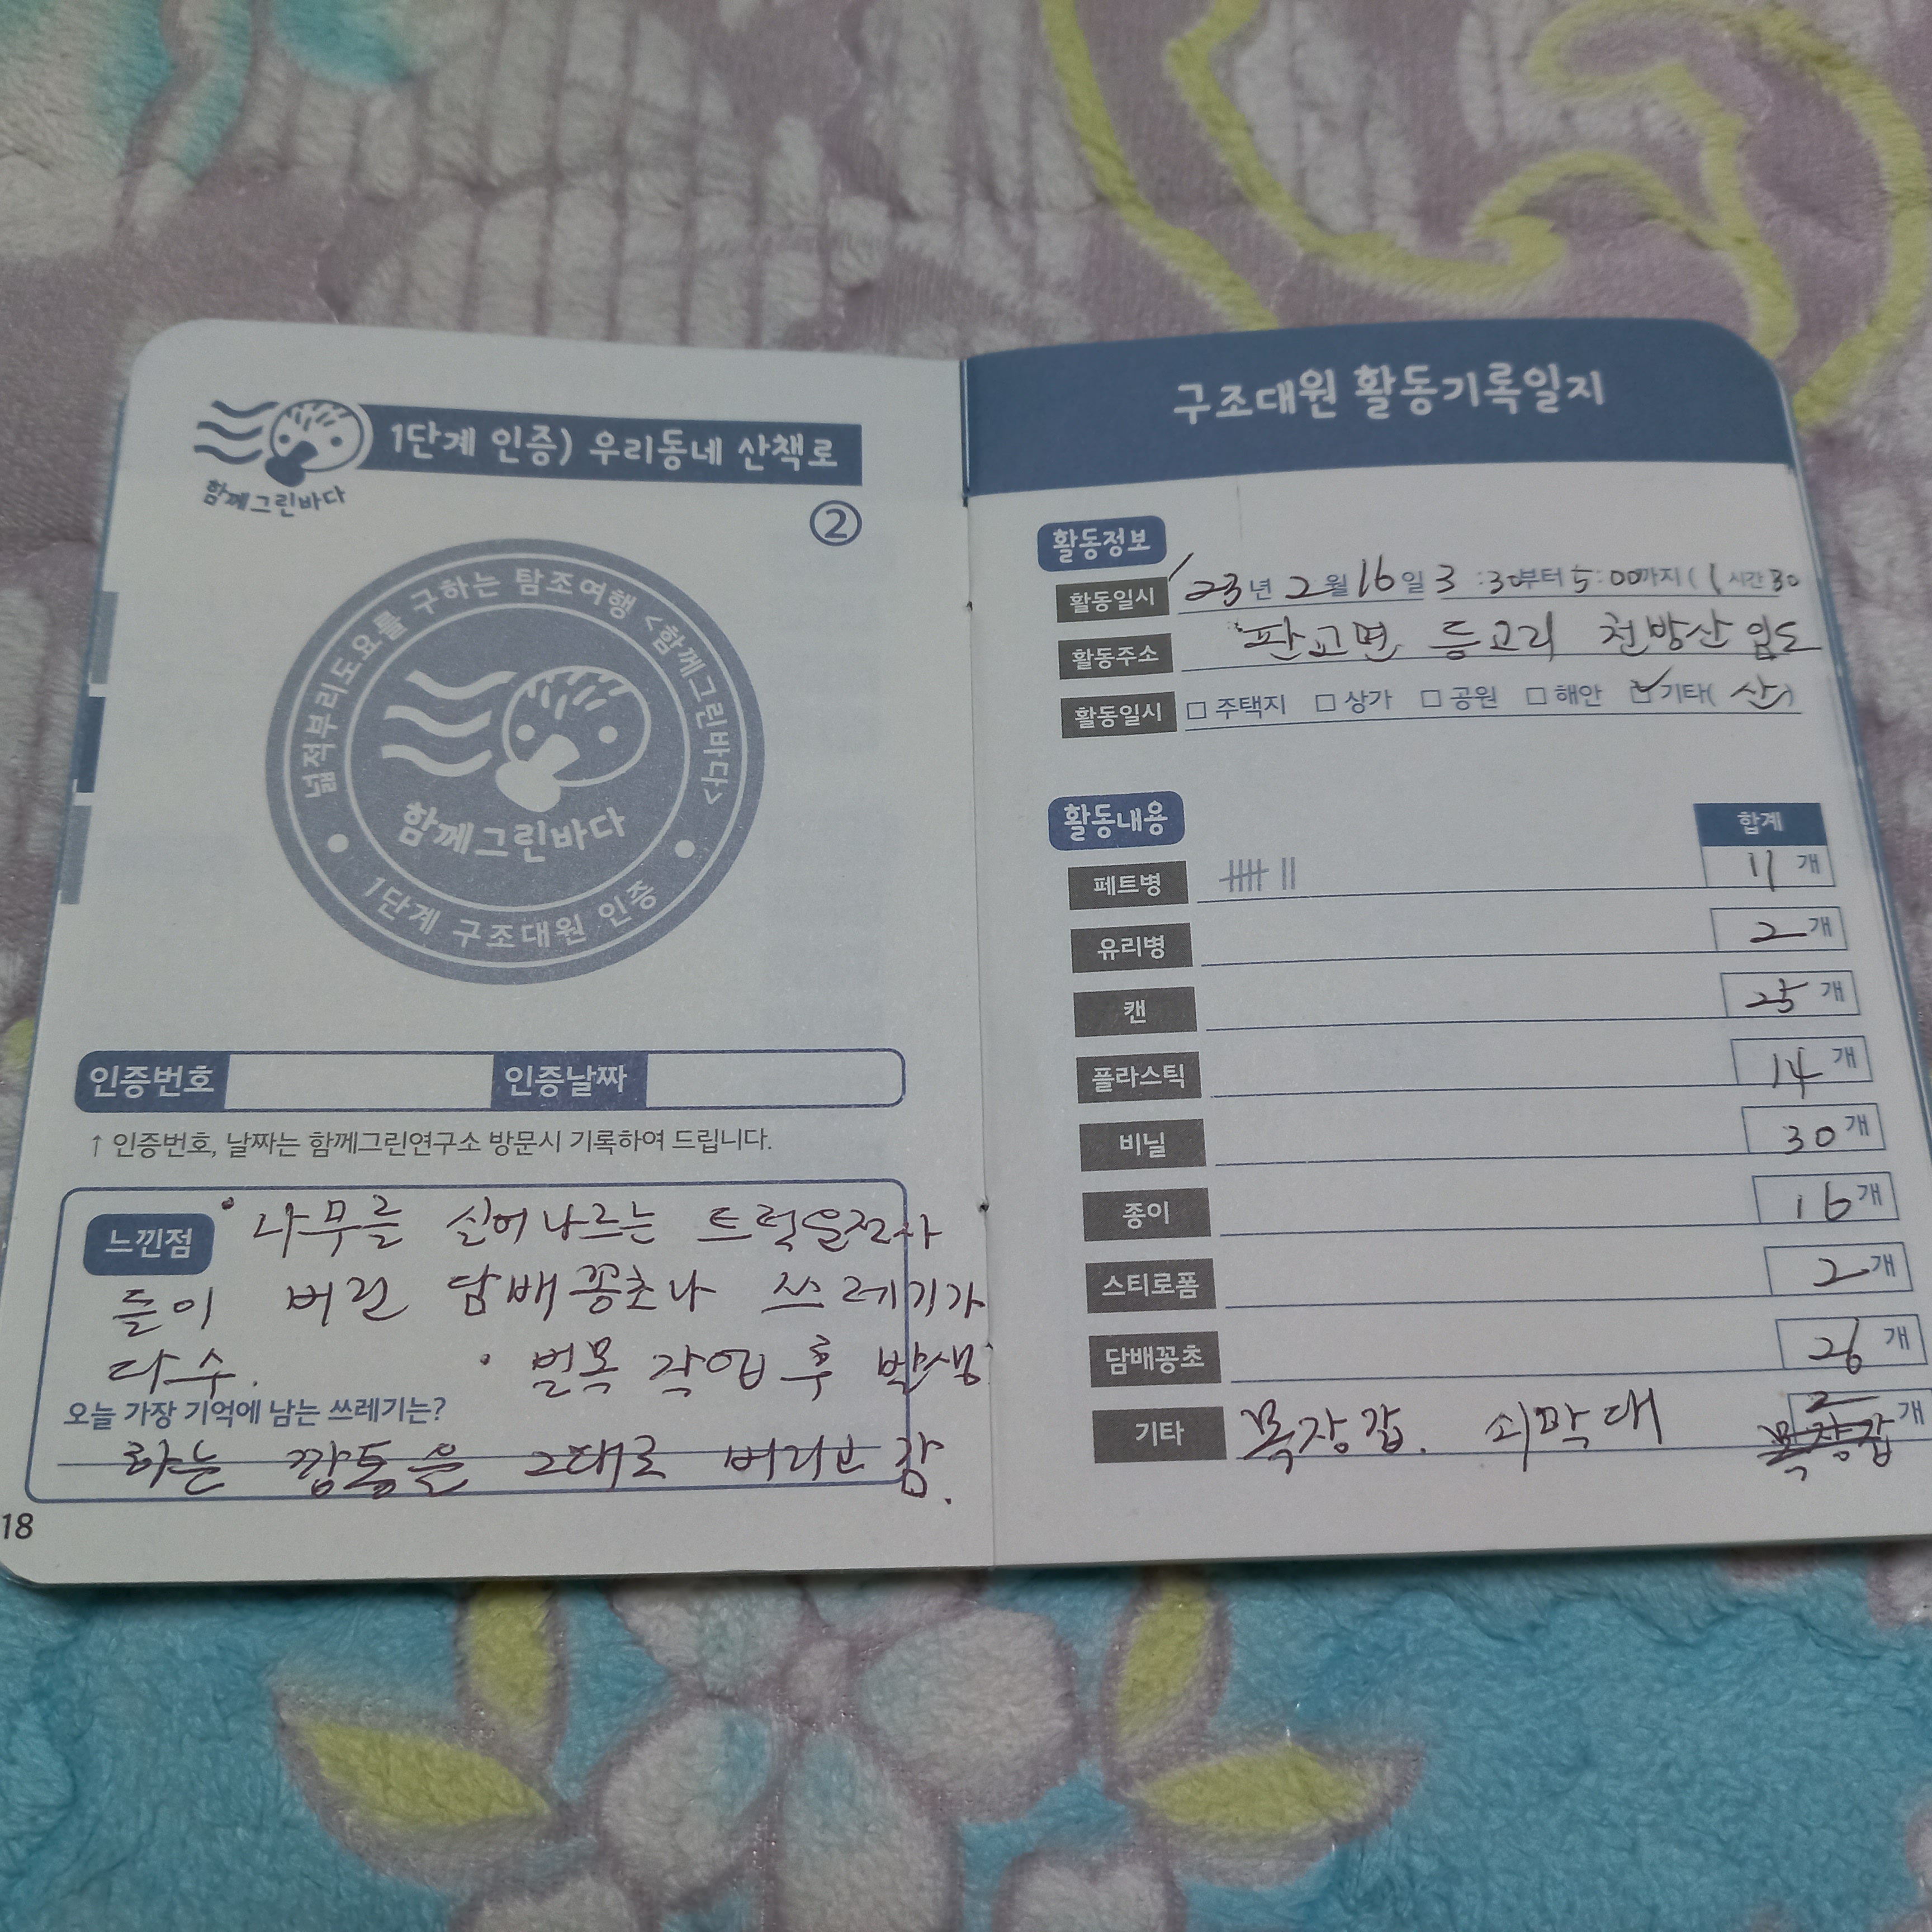 함께그린바다
1단계 인증) 우리동네 산책로
②
넓적부리도요를 구하는 탐조여행 <함께그린바다>
함께그린바다
1단계 구조대원 인증
인증번호 인증날짜
↑ 인증번호, 날짜는 함께그린연구소 방문시 기록하여 드립니다.
느낀점 • 나무를 실어나르는 트럭운전사
들이 버린 담배꽁초나 쓰레기가
다수. • 벌목 작업 후 발생
오늘 가장 기억에 남는 쓰레기는?
하는 깡통을 그대로 버리고 감.
18
구조대원 활동기록일지
활동정보
활동일시 '23년 2월 16일 3:30부터 5:00까지 (1시간 30
활동주소 판교면 등고리 천방산 임도
활동일시 □ 주택지 □ 상가 □ 공원 □ 해안 ☑ 기타( 산 )
활동내용 합계
페트병 11 개
유리병 2 개
캔 25 개
플라스틱 14 개
비닐 30 개
종이 16 개
스티로폼 2 개
담배꽁초 26 개
기타 목장갑. 쇠막대 2 개